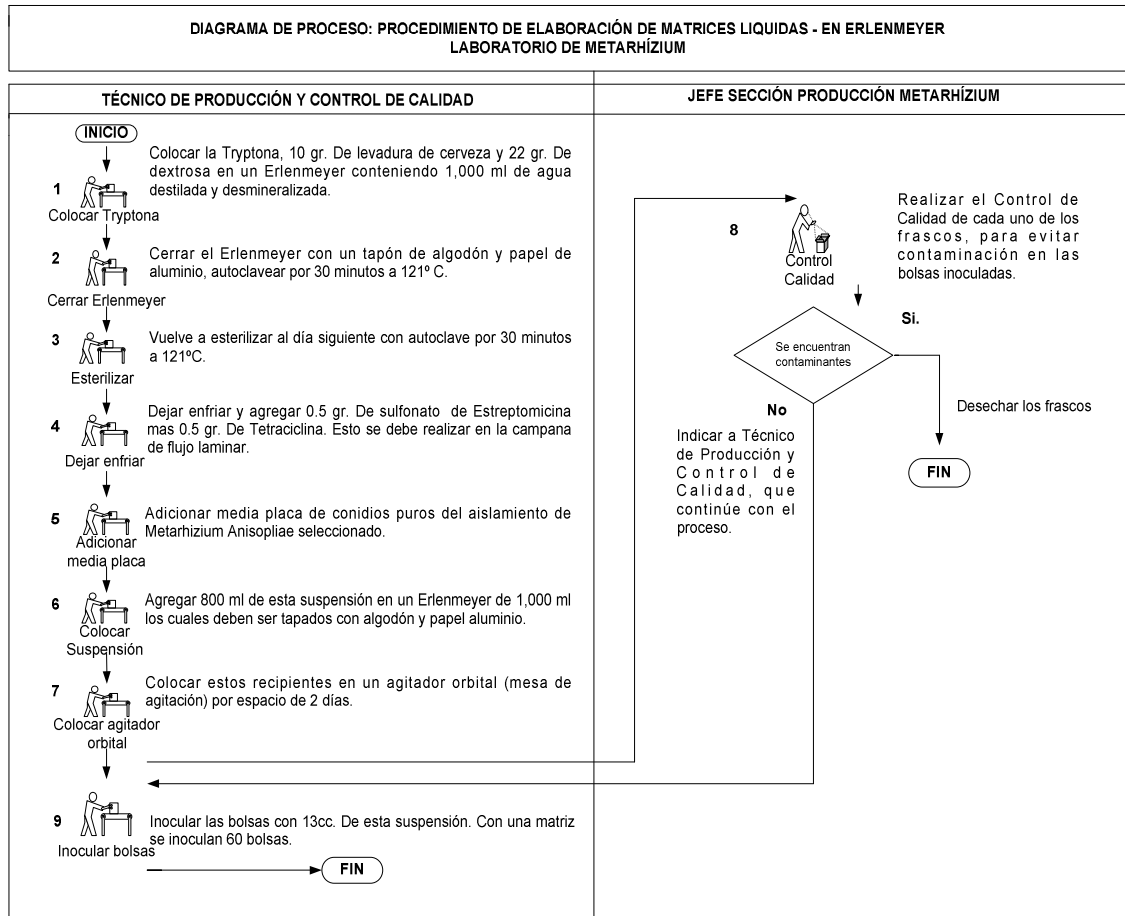 DIAGRAMA DE PROCESO: PROCEDIMIENTO DE ELABORACIÓN DE MATRICES LIQUIDAS - EN ERLENMEYER
LABORATORIO DE METARHÍZIUM
TÉCNICO DE PRODUCCIÓN Y CONTROL DE CALIDAD
INICIO
1
Colocar Tryptona
Colocar la Tryptona, 10 gr. De levadura de cerveza y 22 gr. De
dextrosa en un Erlenmeyer conteniendo 1,000 ml de agua
destilada y desmineralizada.
2
Cerrar Erlenmeyer
Cerrar el Erlenmeyer con un tapón de algodón y papel de
aluminio, autoclavear por 30 minutos a 121º C.
3
Esterilizar
Vuelve a esterilizar al día siguiente con autoclave por 30 minutos
a 121ºC.
4
Dejar enfriar
Dejar enfriar y agregar 0.5 gr. De sulfonato de Estreptomicina
mas 0.5 gr. De Tetraciclina. Esto se debe realizar en la campana
de flujo laminar.
5
Adicionar
media placa
Adicionar media placa de conidios puros del aislamiento de
Metarhizium Anisopliae seleccionado.
6
Colocar
Suspensión
Agregar 800 ml de esta suspensión en un Erlenmeyer de 1,000 ml
los cuales deben ser tapados con algodón y papel aluminio.
7
Colocar agitador
orbital
Colocar estos recipientes en un agitador orbital (mesa de
agitación) por espacio de 2 días.
9
Inocular bolsas
Inocular las bolsas con 13cc. De esta suspensión. Con una matriz
se inoculan 60 bolsas.
FIN
JEFE SECCIÓN PRODUCCIÓN METARHÍZIUM
8
Control
Calidad
Realizar el Control de
Calidad de cada uno de los
frascos, para evitar
contaminación en las
bolsas inoculadas.
Se encuentran
contaminantes
Si.
Desechar los frascos
FIN
No
Indicar a Técnico
de Producción y
Control de
Calidad, que
continúe con el
proceso.